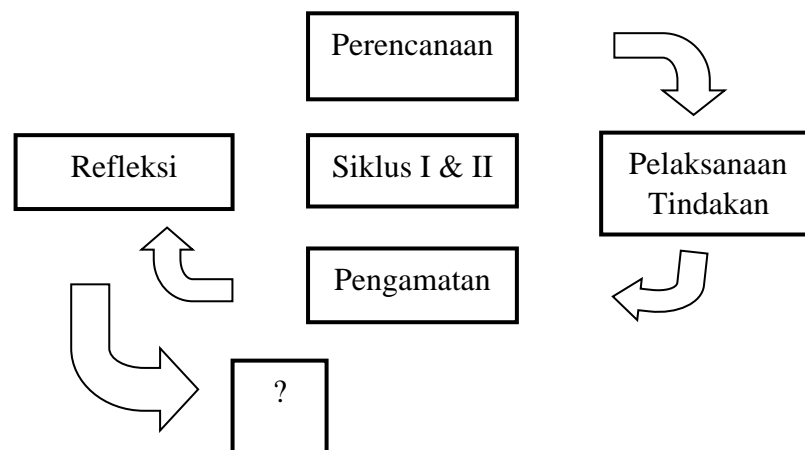 Perencanaan
Refleksi
Siklus I & II
Pelaksanaan
Tindakan
Pengamatan
?